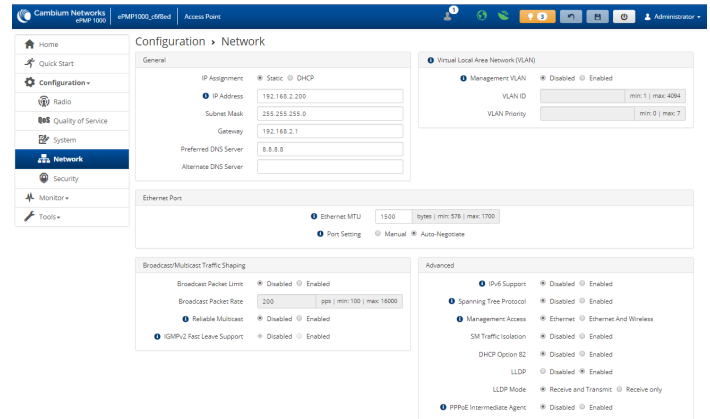 Cambium Networks
ePMP 1000
ePMP1000_c6f8ed
Access Point
1
3
Administrator
Home
Quick Start
Configuration
Radio
QoS Quality of Service
System
Network
Security
Monitor
Tools
Configuration › Network
General
IP Assignment Static DHCP
IP Address 192.168.2.200
Subnet Mask 255.255.255.0
Gateway 192.168.2.1
Preferred DNS Server 8.8.8.8
Alternate DNS Server
Virtual Local Area Network (VLAN)
Management VLAN Disabled Enabled
VLAN ID min: 1 | max: 4094
VLAN Priority min: 0 | max: 7
Ethernet Port
Ethernet MTU 1500 bytes | min: 576 | max: 1700
Port Setting Manual Auto-Negotiate
Broadcast/Multicast Traffic Shaping
Broadcast Packet Limit Disabled Enabled
Broadcast Packet Rate 200 pps | min: 100 | max: 16000
Reliable Multicast Disabled Enabled
IGMPv2 Fast Leave Support Disabled Enabled
Advanced
IPv6 Support Disabled Enabled
Spanning Tree Protocol Disabled Enabled
Management Access Ethernet Ethernet And Wireless
SM Traffic Isolation Disabled Enabled
DHCP Option 82 Disabled Enabled
LLDP Disabled Enabled
LLDP Mode Receive and Transmit Receive only
PPPoE Intermediate Agent Disabled Enabled